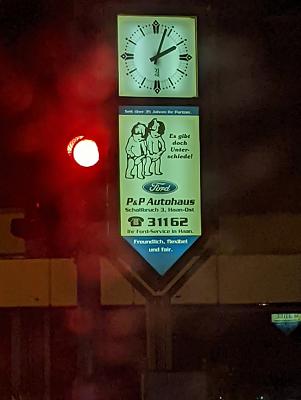 Seit über 35 Jahren Ihr Partner.
Es gibt
doch
Unter-
schiede!
Ford
P&P Autohaus
Schallbruch 3, Haan-Ost
☎ 31162
Ihr Ford-Service in Haan.
Freundlich, flexibel
und fair.